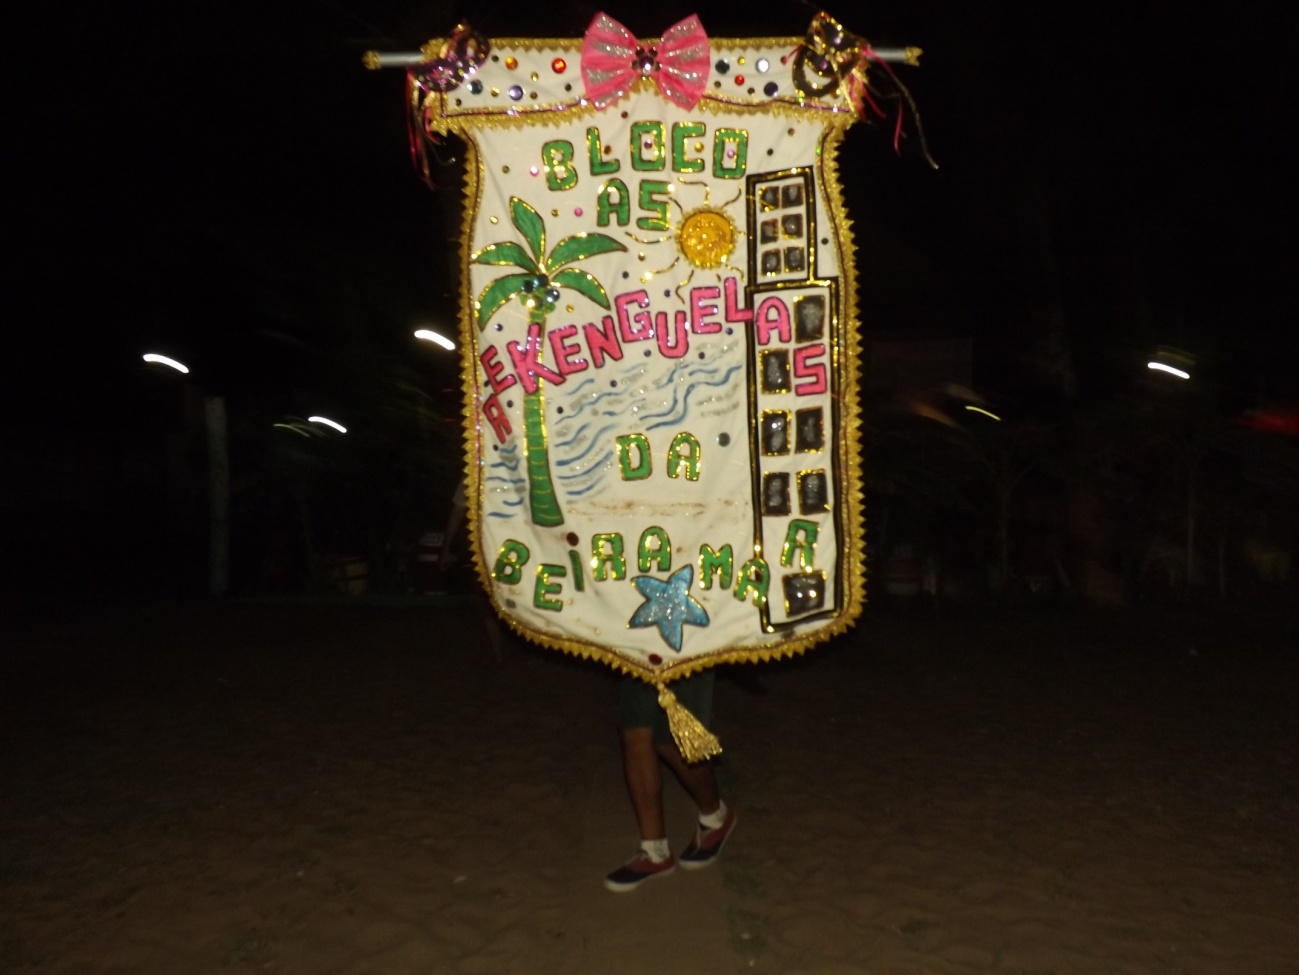 BLOCO
AS
REKENGUELAS
DA
BEIRA MAR